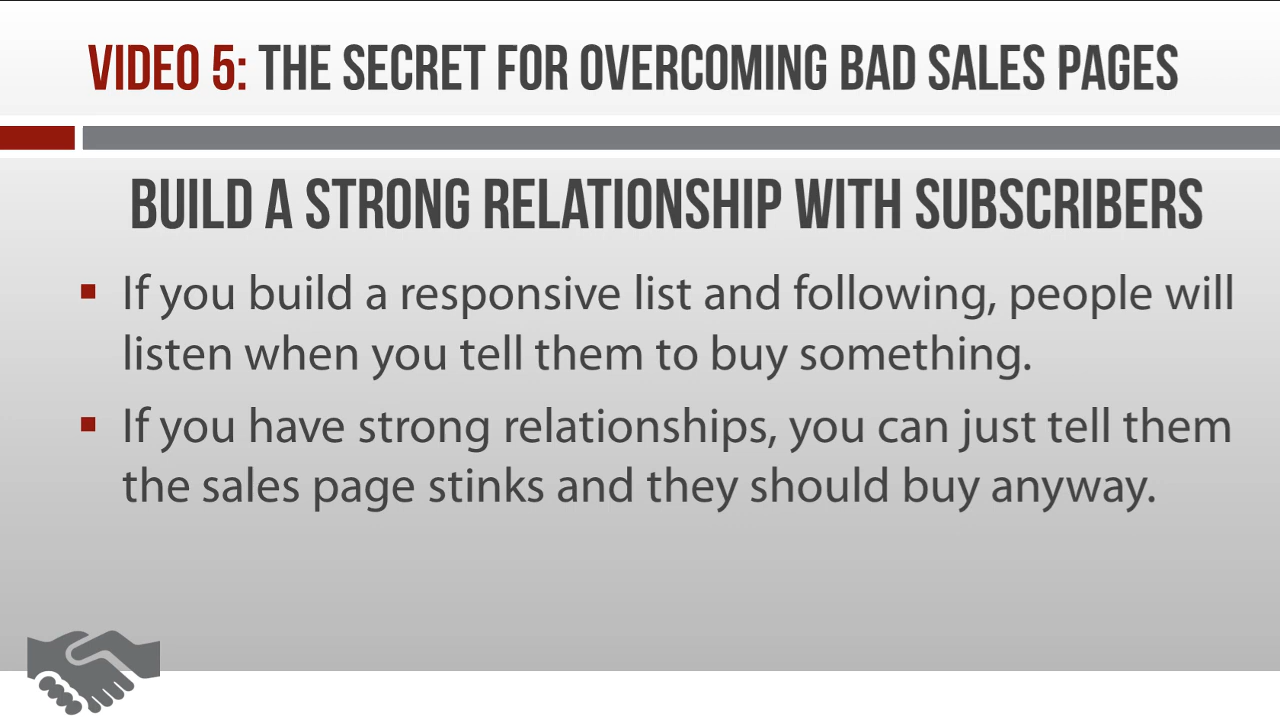 VIDEO 5: THE SECRET FOR OVERCOMING BAD SALES PAGES
BUILD A STRONG RELATIONSHIP WITH SUBSCRIBERS
If you build a responsive list and following, people will
listen when you tell them to buy something.
If you have strong relationships, you can just tell them
the sales page stinks and they should buy anyway.